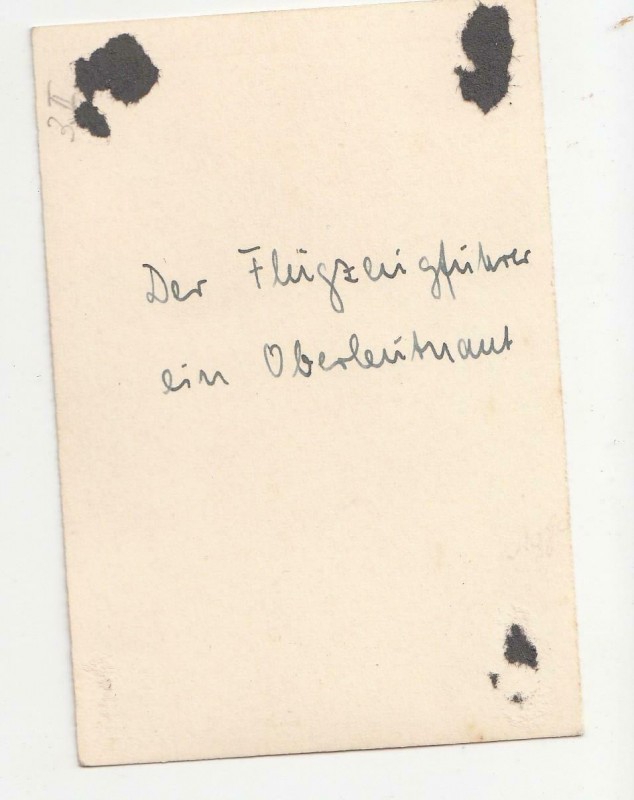 Der Flugzeugführer
ein Oberleutnant